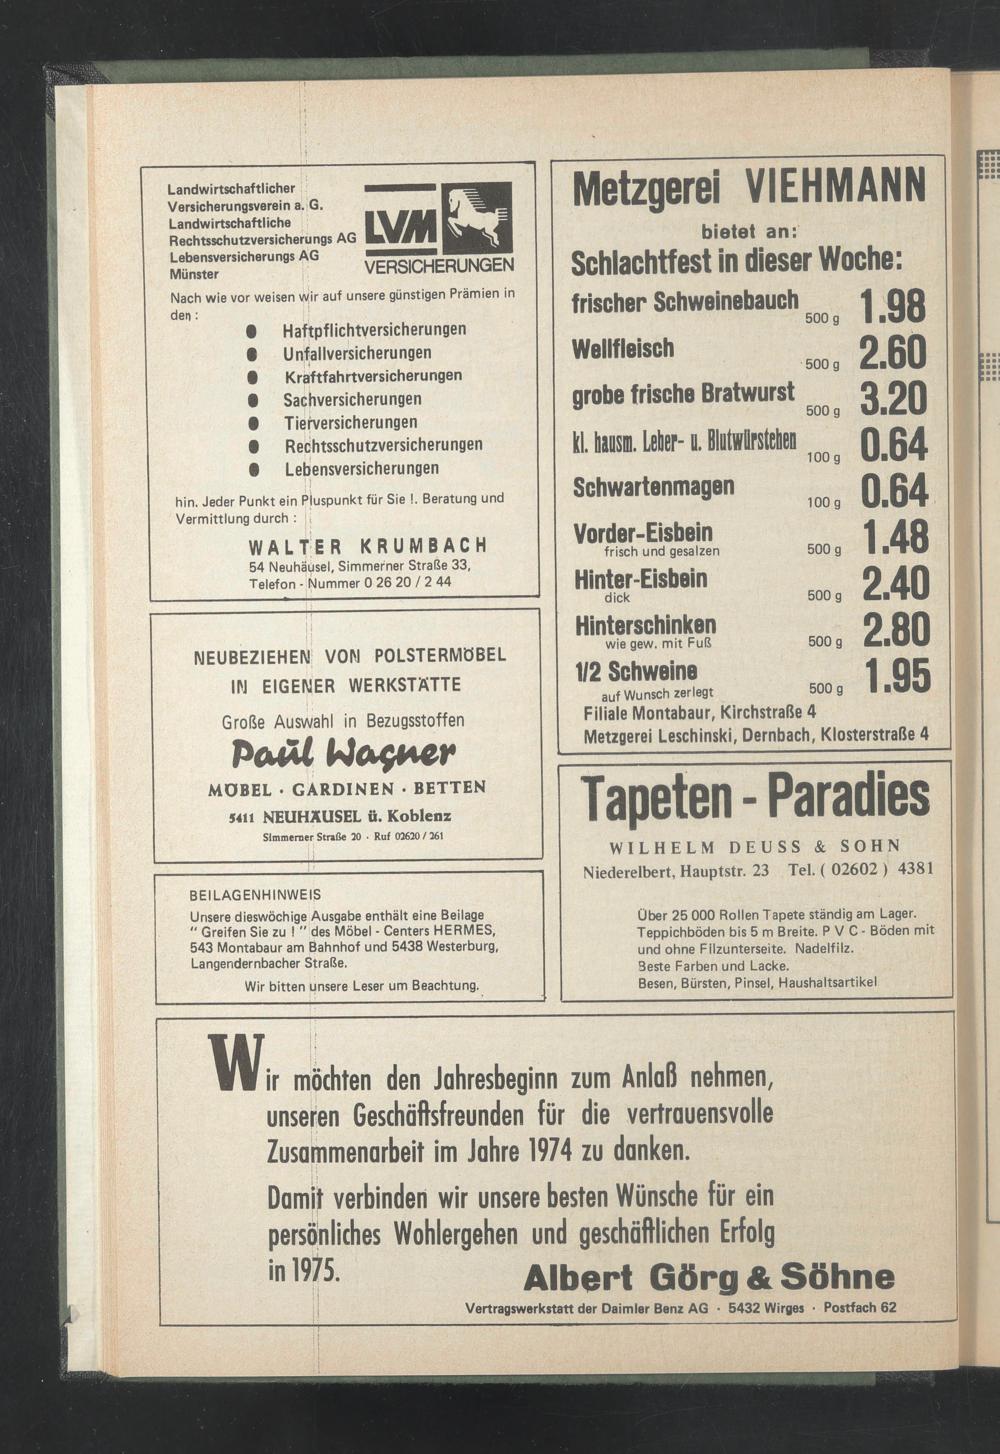 Landwirtschaftlicher
Versicherungsverein a. G.
Landwirtschaftliche
Rechtsschutzversicherungs AG
Lebensversicherungs AG
Münster
LVM
VERSICHERUNGEN
Nach wie vor weisen wir auf unsere günstigen Prämien in
den :
● Haftpflichtversicherungen
● Unfallversicherungen
● Kraftfahrtversicherungen
● Sachversicherungen
● Tierversicherungen
● Rechtsschutzversicherungen
● Lebensversicherungen
hin. Jeder Punkt ein Pluspunkt für Sie !. Beratung und
Vermittlung durch :
WALTER KRUMBACH
54 Neuhäusel, Simmerner Straße 33,
Telefon - Nummer 0 26 20 / 2 44
NEUBEZIEHEN VON POLSTERMÖBEL
IN EIGENER WERKSTÄTTE
Große Auswahl in Bezugsstoffen
Paul Wagner
MÖBEL · GARDINEN · BETTEN
5411 NEUHÄUSEL ü. Koblenz
Simmerner Straße 20 · Ruf 02620 / 261
BEILAGENHINWEIS
Unsere dieswöchige Ausgabe enthält eine Beilage
" Greifen Sie zu ! " des Möbel - Centers HERMES,
543 Montabaur am Bahnhof und 5438 Westerburg,
Langendernbacher Straße.
Wir bitten unsere Leser um Beachtung.
Metzgerei VIEHMANN
bietet an:
Schlachtfest in dieser Woche:
frischer Schweinebauch 500 g 1.98
Wellfleisch 500 g 2.60
grobe frische Bratwurst 500 g 3.20
kl. hausm. Leber- u. Blutwürstchen 100 g 0.64
Schwartenmagen 100 g 0.64
Vorder-Eisbein
frisch und gesalzen 500 g 1.48
Hinter-Eisbein
dick 500 g 2.40
Hinterschinken
wie gew. mit Fuß 500 g 2.80
1/2 Schweine
auf Wunsch zerlegt 500 g 1.95
Filiale Montabaur, Kirchstraße 4
Metzgerei Leschinski, Dernbach, Klosterstraße 4
Tapeten - Paradies
WILHELM DEUSS & SOHN
Niederelbert, Hauptstr. 23 Tel. ( 02602 ) 4381
Über 25 000 Rollen Tapete ständig am Lager.
Teppichböden bis 5 m Breite. P V C - Böden mit
und ohne Filzunterseite. Nadelfilz.
Beste Farben und Lacke.
Besen, Bürsten, Pinsel, Haushaltsartikel
Wir möchten den Jahresbeginn zum Anlaß nehmen,
unseren Geschäftsfreunden für die vertrauensvolle
Zusammenarbeit im Jahre 1974 zu danken.
Damit verbinden wir unsere besten Wünsche für ein
persönliches Wohlergehen und geschäftlichen Erfolg
in 1975.
Albert Görg & Söhne
Vertragswerkstatt der Daimler Benz AG · 5432 Wirges · Postfach 62